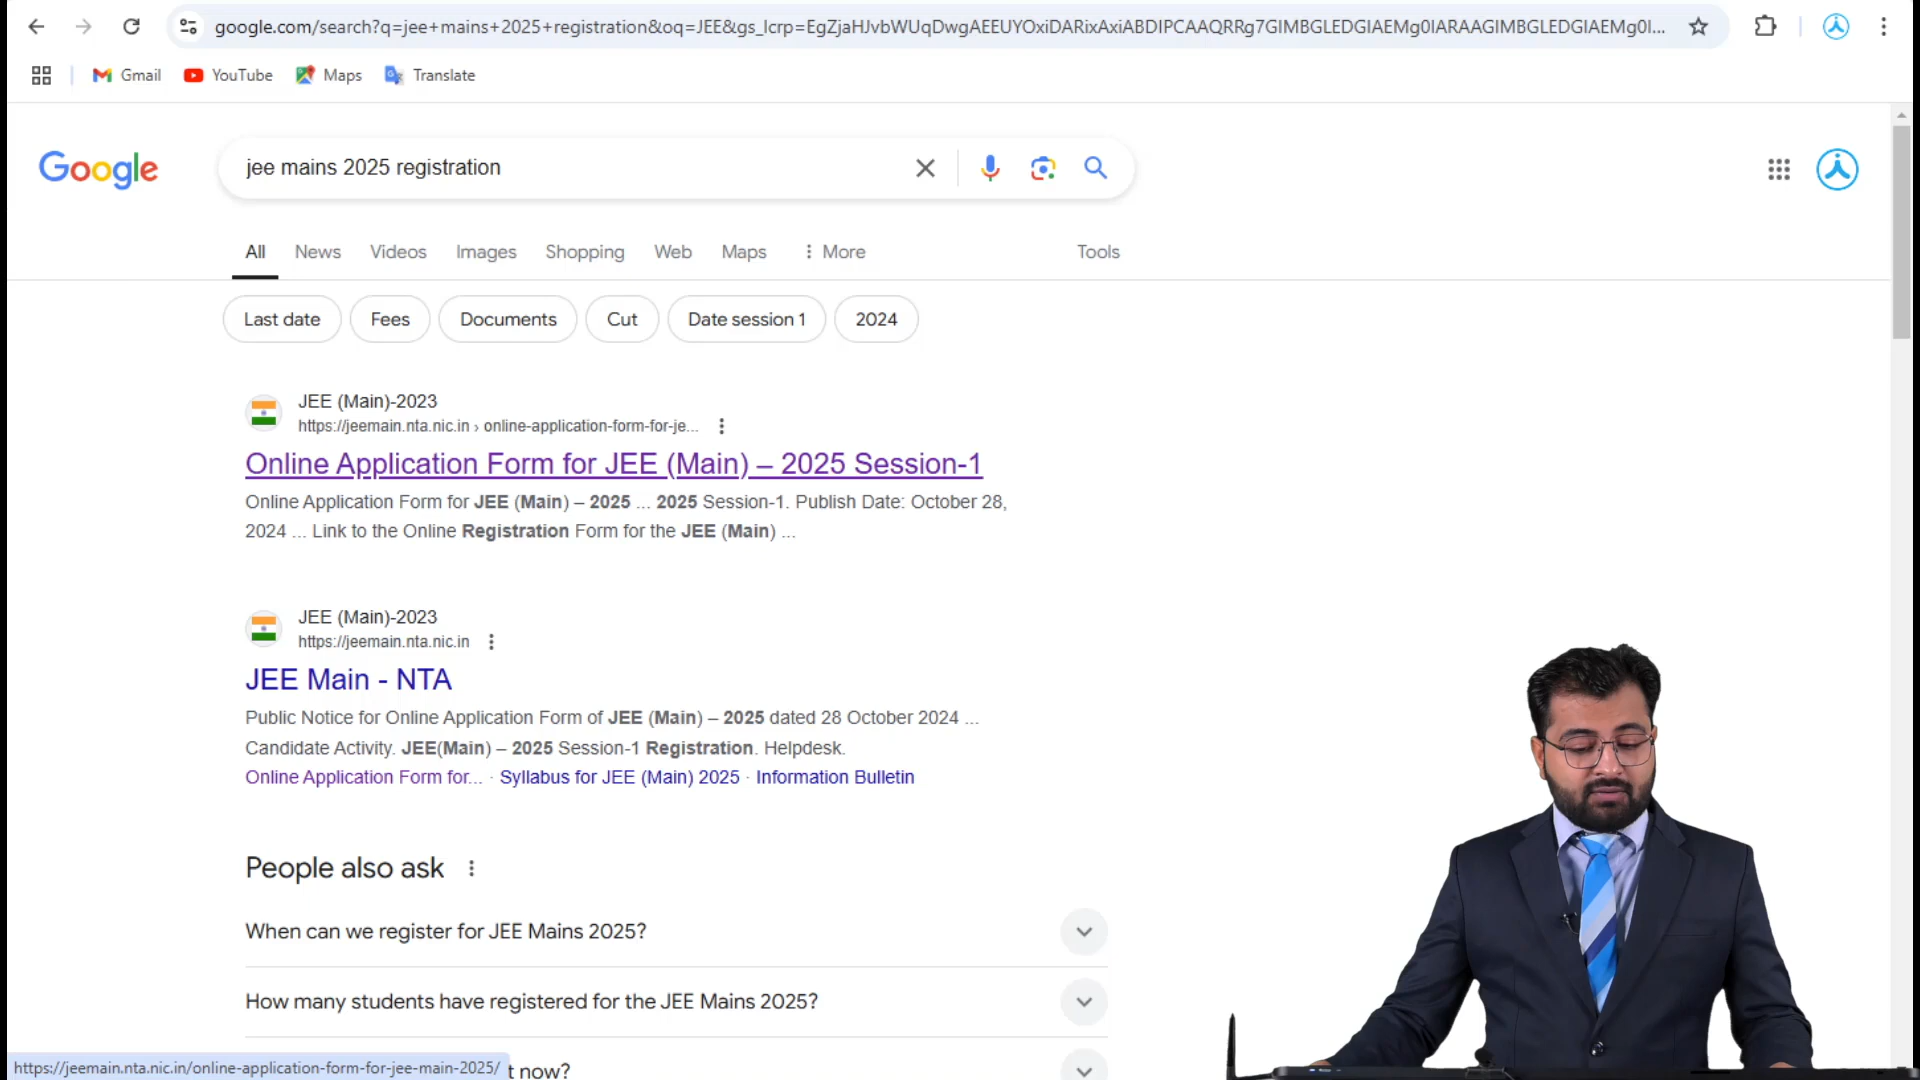 google.com/search?q=jee+mains+2025+registration&oq=JEE&gs_lcrp=EgZjaHJvbWUqDwgAEEUYOxiDARixAxiABDIPCAAQRRg7GIMBGLEDGIAEMg0IARAAGIMBGLEDGIAEMg0I...
Gmail YouTube Maps Translate
Google
jee mains 2025 registration
All News Videos Images Shopping Web Maps More Tools
Last date Fees Documents Cut Date session 1 2024
JEE (Main)-2023
https://jeemain.nta.nic.in › online-application-form-for-je...
Online Application Form for JEE (Main) – 2025 Session-1
Online Application Form for JEE (Main) – 2025 ... 2025 Session-1. Publish Date: October 28,
2024 ... Link to the Online Registration Form for the JEE (Main) ...
JEE (Main)-2023
https://jeemain.nta.nic.in
JEE Main - NTA
Public Notice for Online Application Form of JEE (Main) – 2025 dated 28 October 2024 ...
Candidate Activity. JEE(Main) – 2025 Session-1 Registration. Helpdesk.
Online Application Form for... · Syllabus for JEE (Main) 2025 · Information Bulletin
People also ask
When can we register for JEE Mains 2025?
How many students have registered for the JEE Mains 2025?
https://jeemain.nta.nic.in/online-application-form-for-jee-main-2025/ t now?